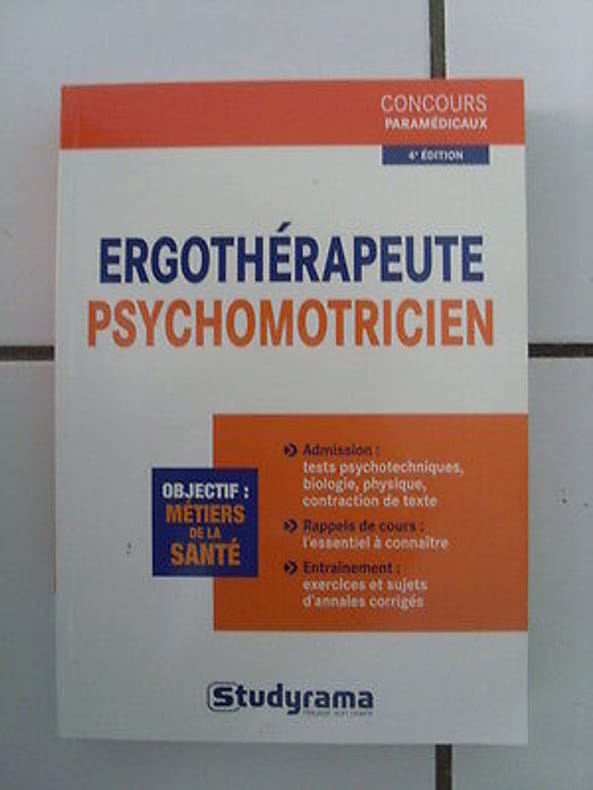 CONCOURS
PARAMÉDICAUX
4e ÉDITION
ERGOTHÉRAPEUTE
PSYCHOMOTRICIEN
Admission :
tests psychotechniques,
biologie, physique,
contraction de texte
Rappels de cours :
l'essentiel à connaître
Entraînement :
exercices et sujets
d'annales corrigés
OBJECTIF :
MÉTIERS
DE LA
SANTÉ
Studyrama